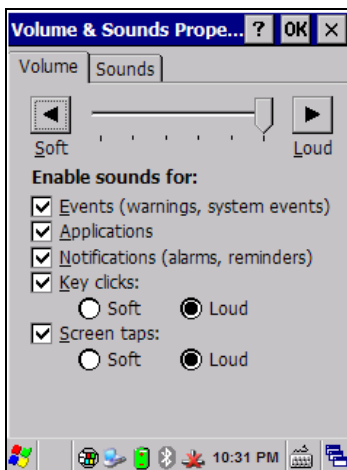 Volume & Sounds Prope... ? OK ×
Volume Sounds
Soft Loud
Enable sounds for:
Events (warnings, system events)
Applications
Notifications (alarms, reminders)
Key clicks:
Soft Loud
Screen taps:
Soft Loud
10:31 PM